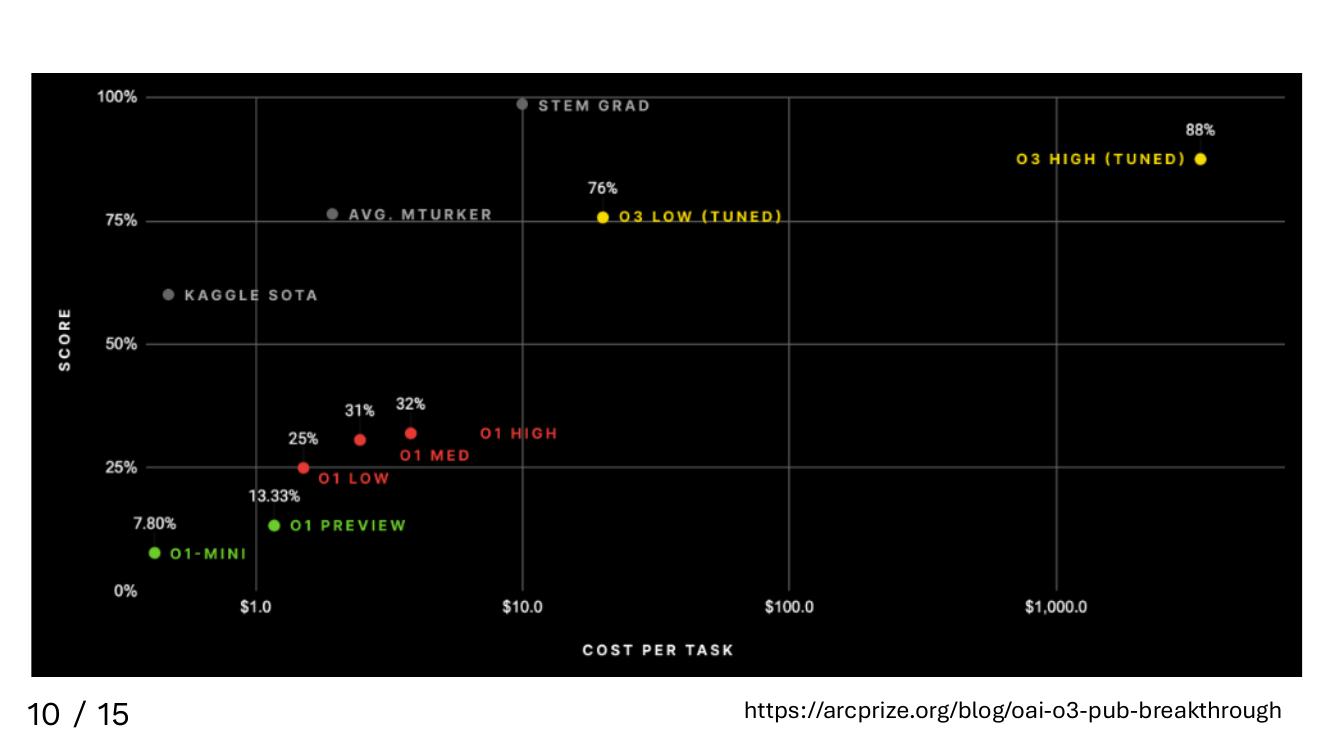 100%
STEM GRAD
88%
O3 HIGH (TUNED)
76%
AVG. MTURKER
O3 LOW (TUNED)
75%
KAGGLE SOTA
SCORE
50%
31%
32%
25%
O1 HIGH
O1 MED
25%
O1 LOW
13.33%
7.80%
O1 PREVIEW
O1-MINI
0%
$1.0
$10.0
$100.0
$1,000.0
COST PER TASK
10 / 15
https://arcprize.org/blog/oai-o3-pub-breakthrough